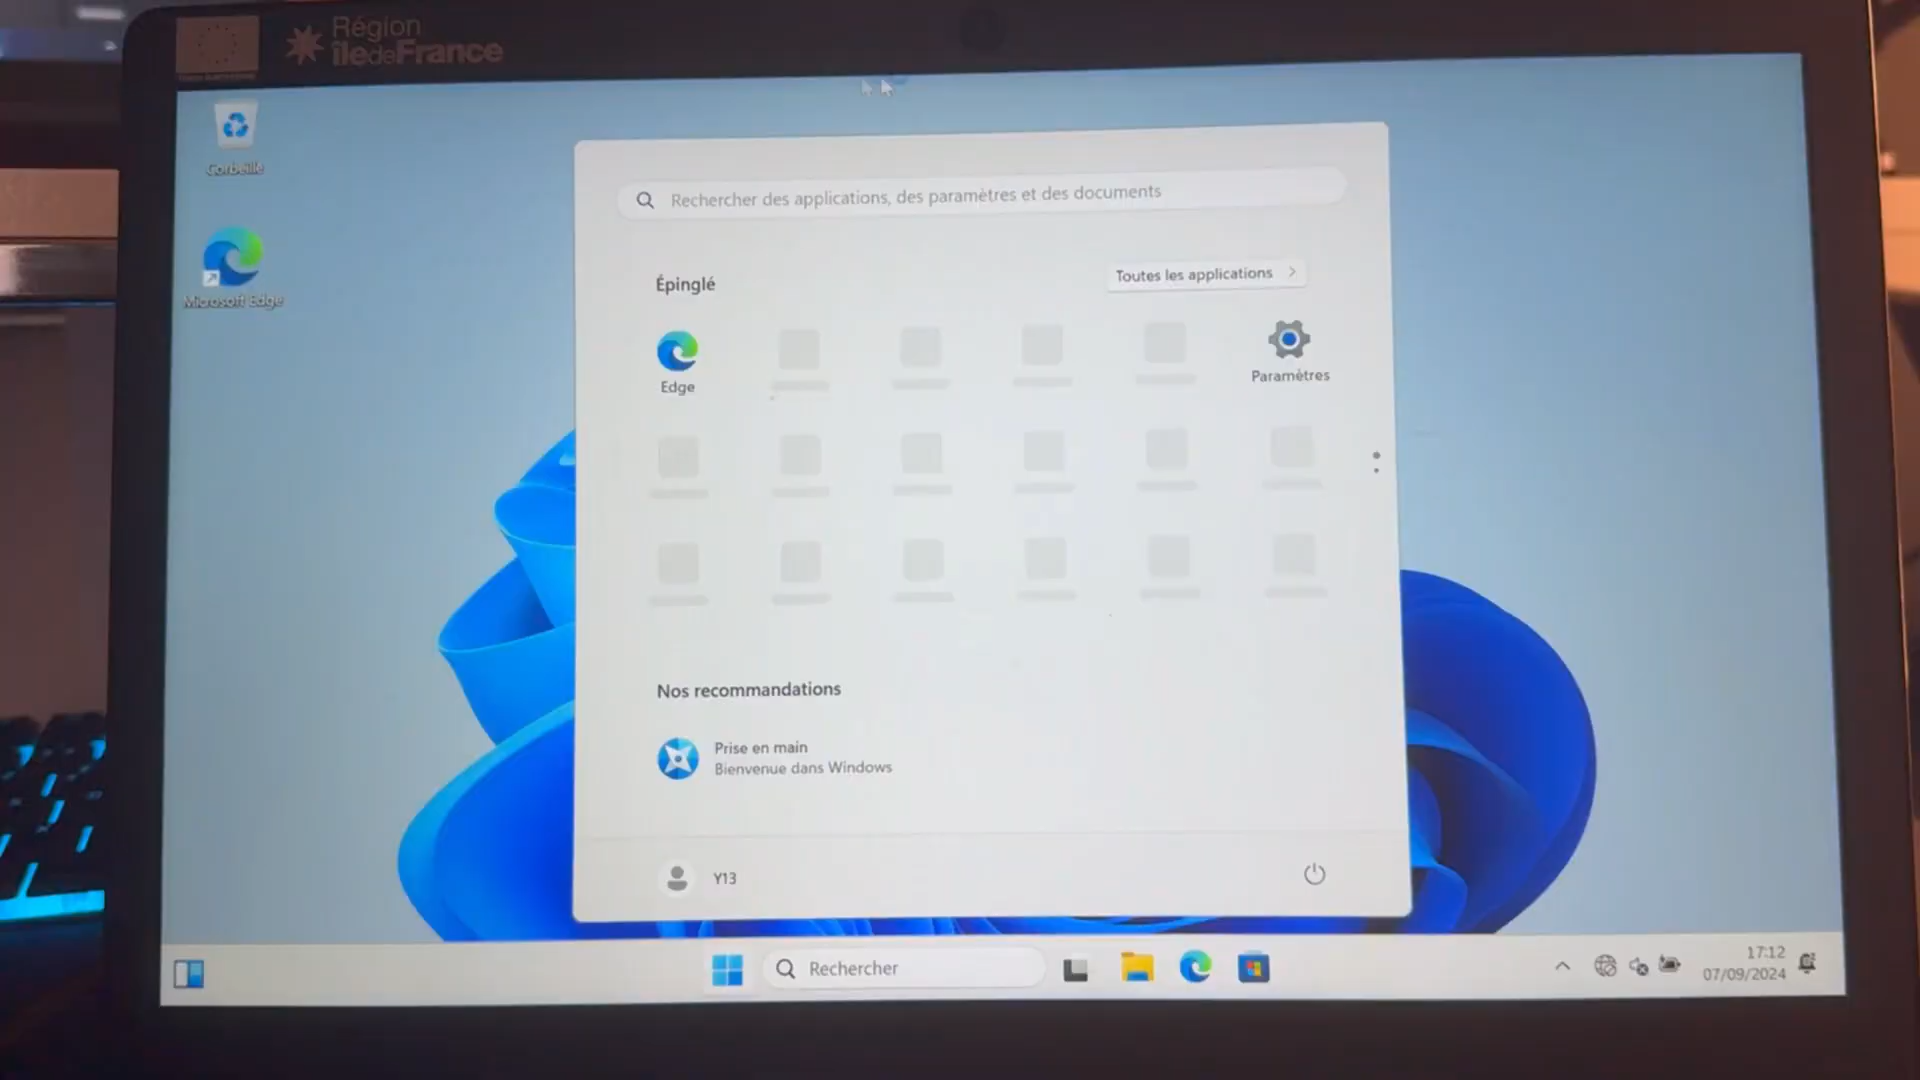 Région
îledeFrance
Corbeille
Microsoft Edge
Rechercher des applications, des paramètres et des documents
Épinglé
Toutes les applications
Edge
Paramètres
Nos recommandations
Prise en main
Bienvenue dans Windows
Y13
Rechercher
17:12
07/09/2024